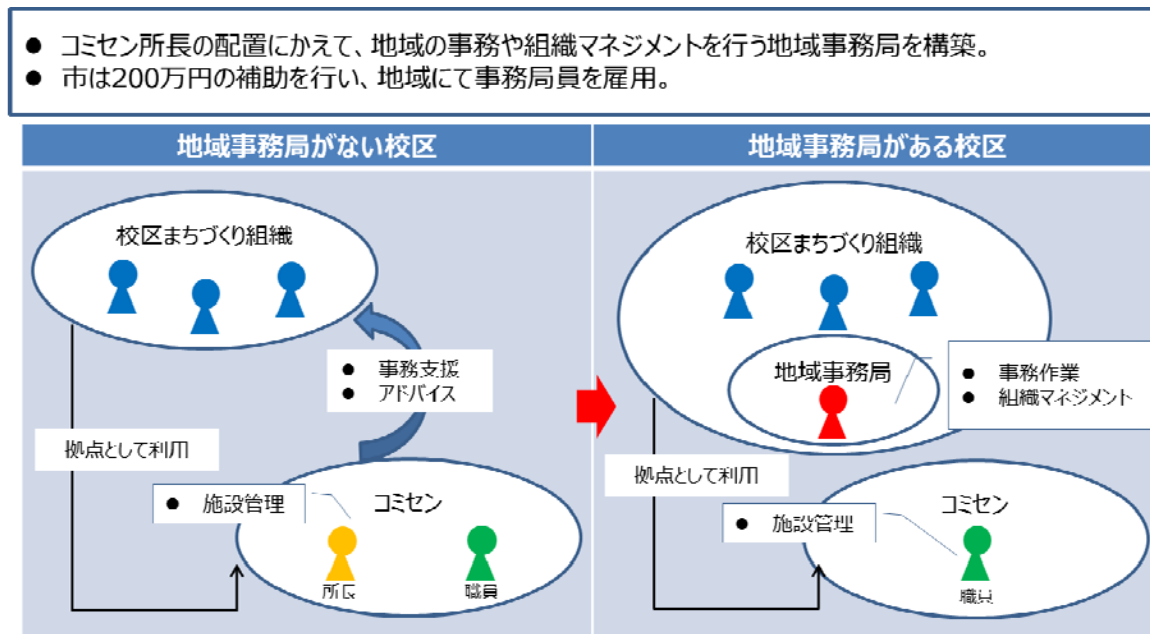 ● コミセン所長の配置にかえて、地域の事務や組織マネジメントを行う地域事務局を構築。
● 市は200万円の補助を行い、地域にて事務局員を雇用。
地域事務局がない校区
校区まちづくり組織
● 事務支援
● アドバイス
拠点として利用
● 施設管理
コミセン
所長
職員
地域事務局がある校区
校区まちづくり組織
地域事務局
● 事務作業
● 組織マネジメント
拠点として利用
● 施設管理
コミセン
職員